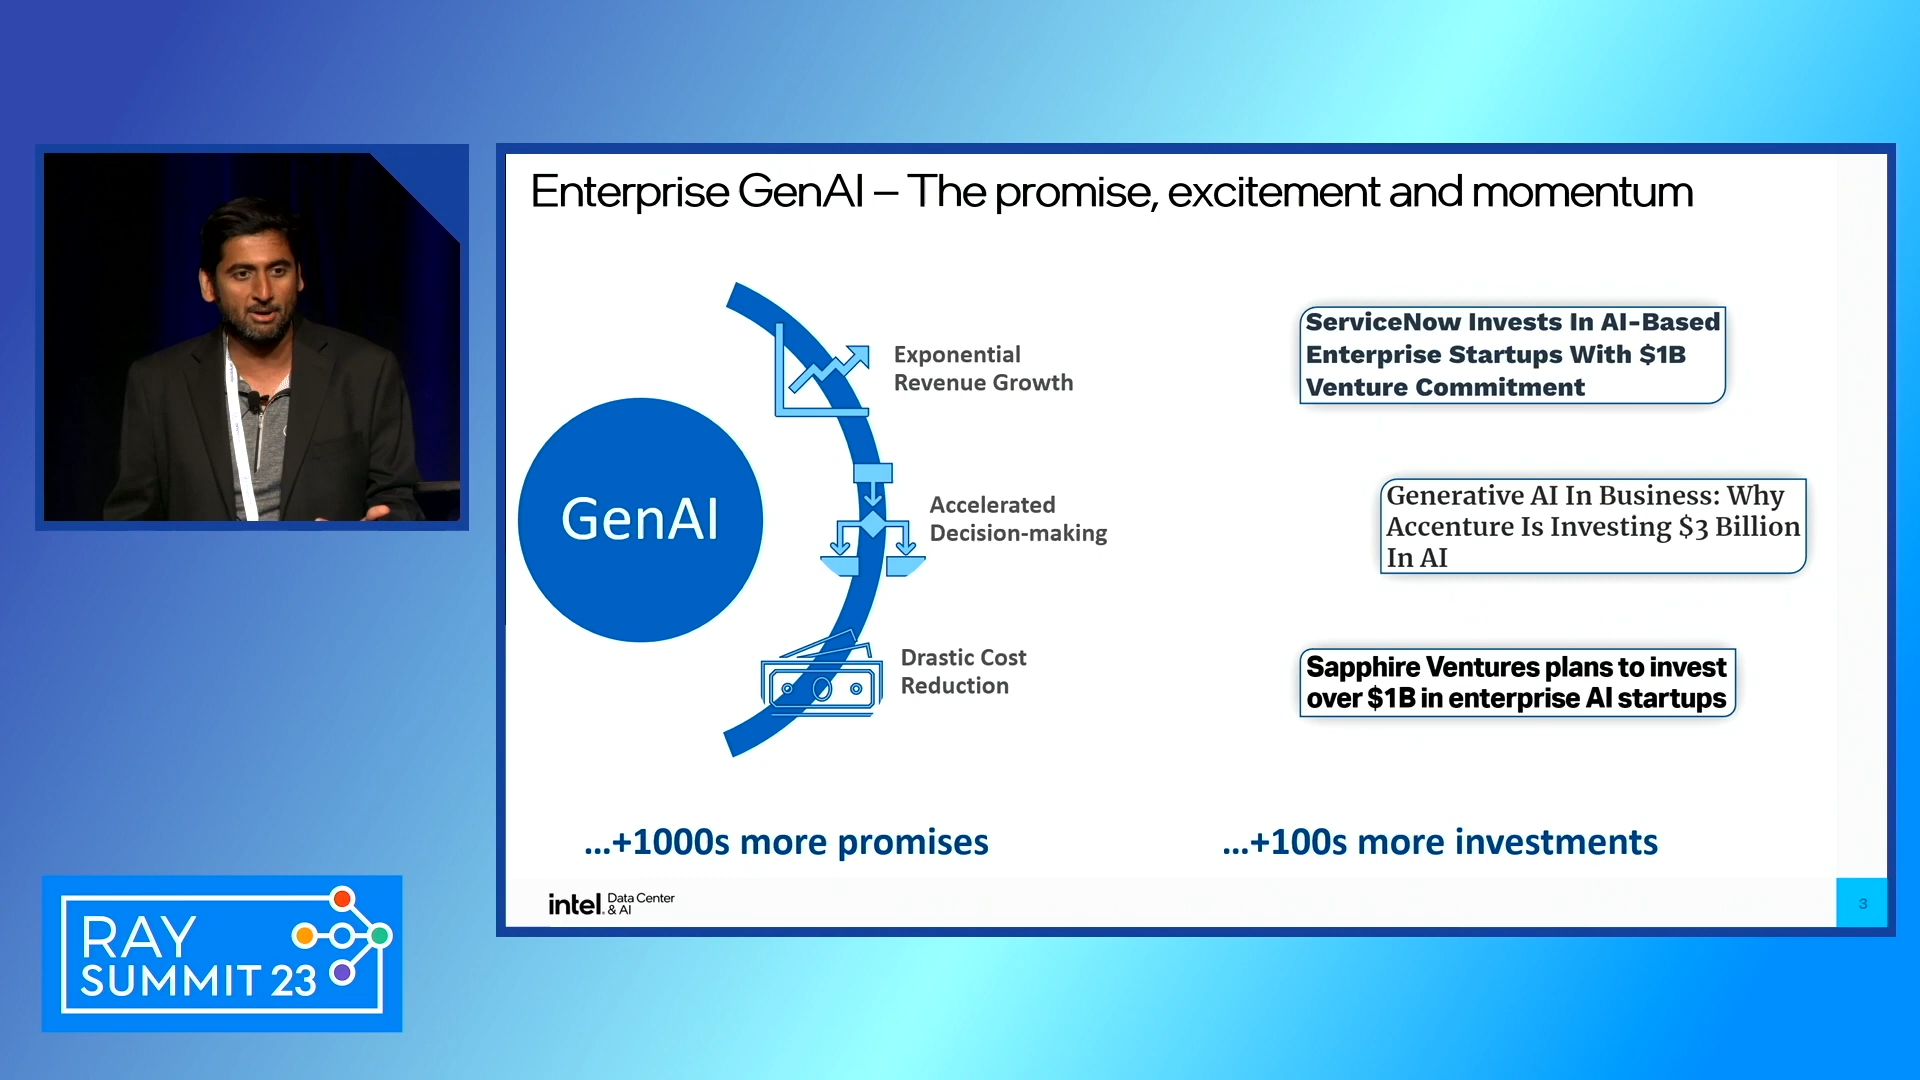 Enterprise GenAI – The promise, excitement and momentum
GenAI
Exponential
Revenue Growth
Accelerated
Decision-making
Drastic Cost
Reduction
ServiceNow Invests In AI-Based
Enterprise Startups With $1B
Venture Commitment
Generative AI In Business: Why
Accenture Is Investing $3 Billion
In AI
Sapphire Ventures plans to invest
over $1B in enterprise AI startups
...+1000s more promises
...+100s more investments
intel. Data Center
& AI
3
RAY
SUMMIT 23